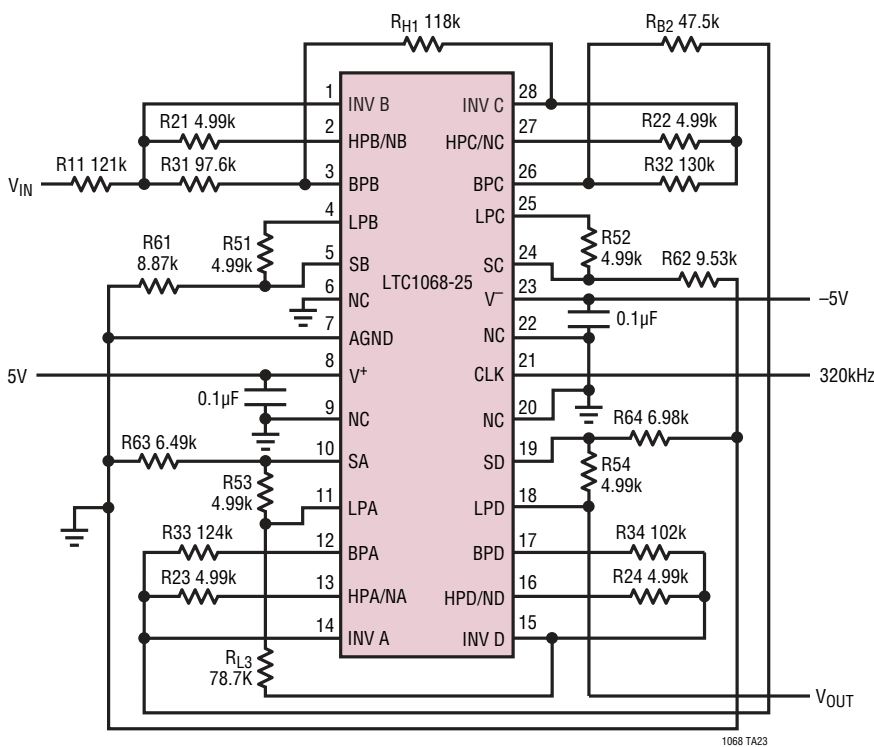 R_H1 118k
R_B2 47.5k
1
INV B
INV C
28
R21 4.99k
2
HPB/NB
HPC/NC
27
R22 4.99k
R11 121k
R31 97.6k
3
BPB
BPC
26
R32 130k
V_IN
4
LPB
LPC
25
R61
8.87k
R51
4.99k
5
SB
SC
24
R52
4.99k
R62 9.53k
LTC1068-25
6
NC
V–
23
–5V
7
AGND
NC
22
0.1µF
5V
8
V+
CLK
21
320kHz
0.1µF
9
NC
NC
20
R63 6.49k
10
SA
SD
19
R64 6.98k
R53
4.99k
R54
4.99k
11
LPA
LPD
18
R33 124k
12
BPA
BPD
17
R34 102k
R23 4.99k
13
HPA/NA
HPD/ND
16
R24 4.99k
14
INV A
INV D
15
R_L3
78.7K
V_OUT
1068 TA23